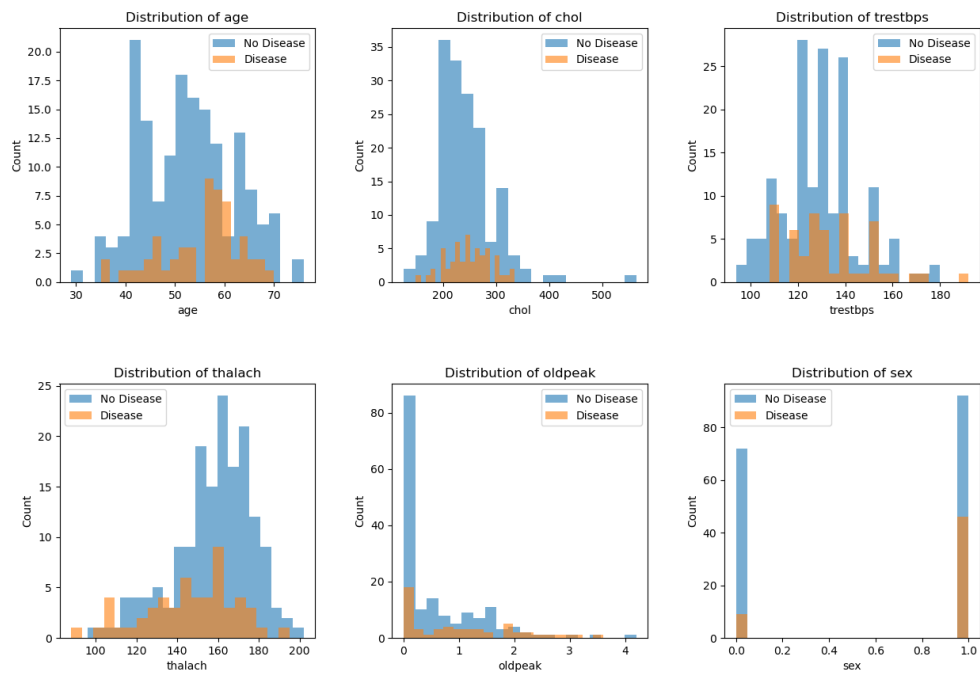 Distribution of age
No Disease
Disease
Count
20.0
17.5
15.0
12.5
10.0
7.5
5.0
2.5
0.0
30 40 50 60 70
age
Distribution of chol
No Disease
Disease
Count
35
30
25
20
15
10
5
0
200 300 400 500
chol
Distribution of trestbps
No Disease
Disease
Count
25
20
15
10
5
0
100 120 140 160 180
trestbps
Distribution of thalach
No Disease
Disease
Count
25
20
15
10
5
0
100 120 140 160 180 200
thalach
Distribution of oldpeak
No Disease
Disease
Count
80
60
40
20
0
0 1 2 3 4
oldpeak
Distribution of sex
No Disease
Disease
Count
80
60
40
20
0
0.0 0.2 0.4 0.6 0.8 1.0
sex